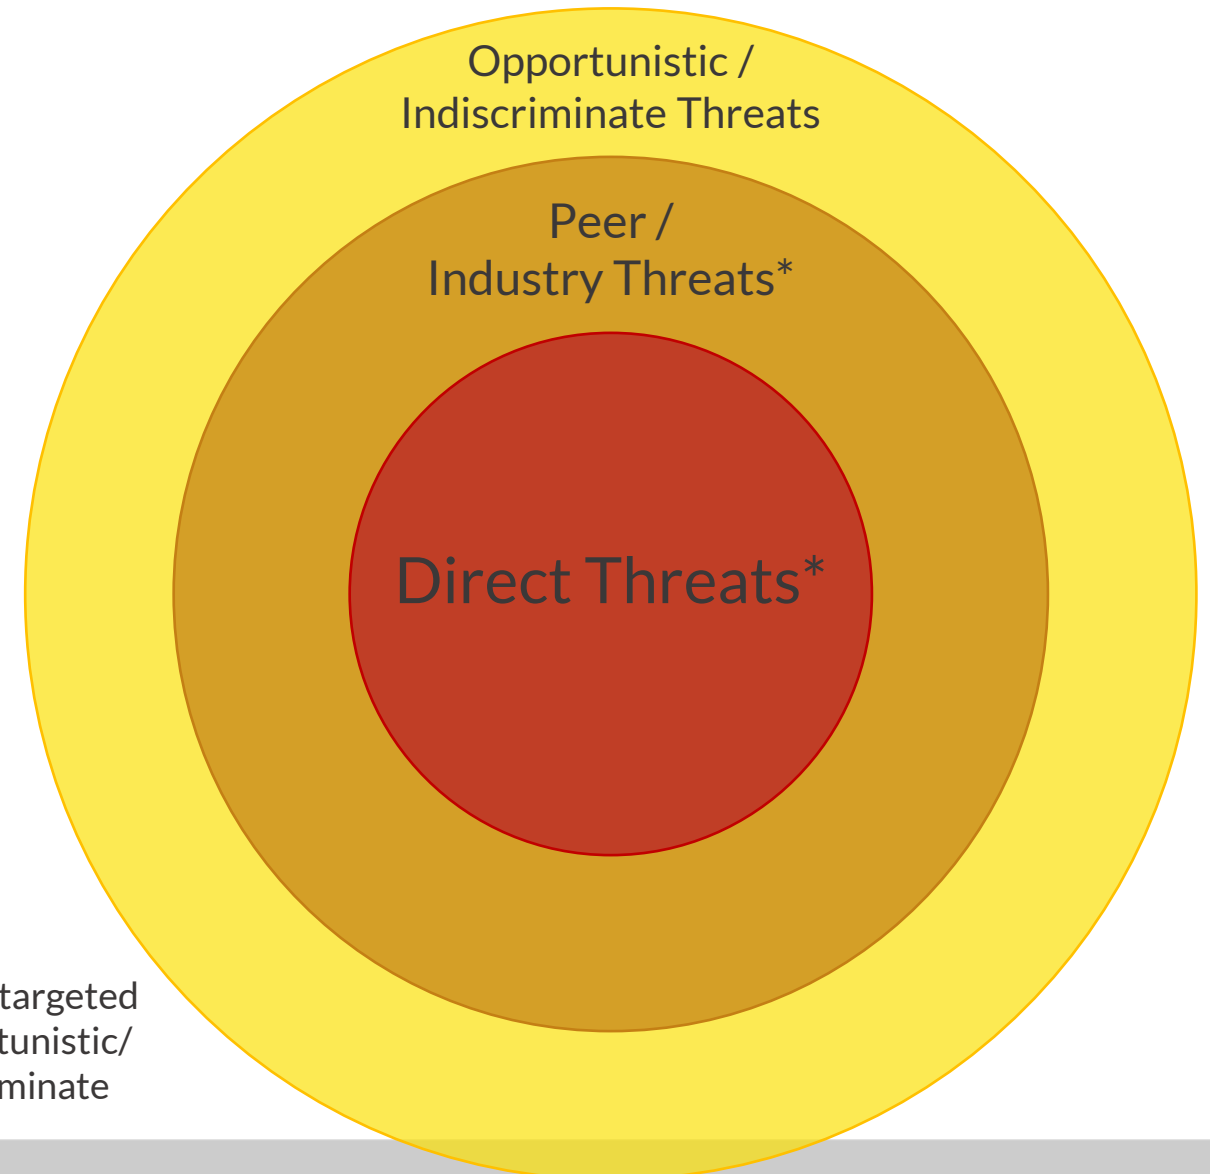 Opportunistic /
Indiscriminate Threats
Peer /
Industry Threats*
Direct Threats*
targeted
tunistic/
minate